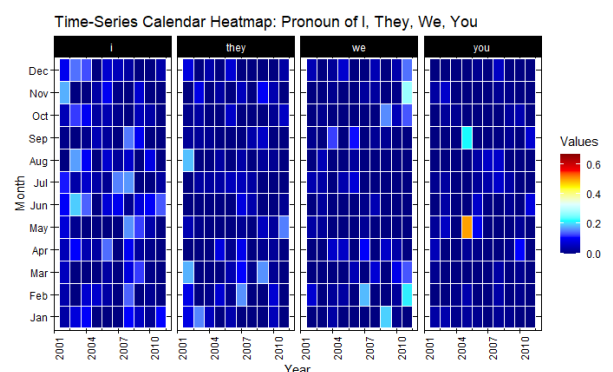 Time-Series Calendar Heatmap: Pronoun of I, They, We, You
i they we you
Dec
Nov
Oct
Sep
Aug
Jul
Jun
May
Apr
Mar
Feb
Jan
Month
2001 2004 2007 2010 2001 2004 2007 2010 2001 2004 2007 2010 2001 2004 2007 2010
Year
Values
0.6
0.4
0.2
0.0